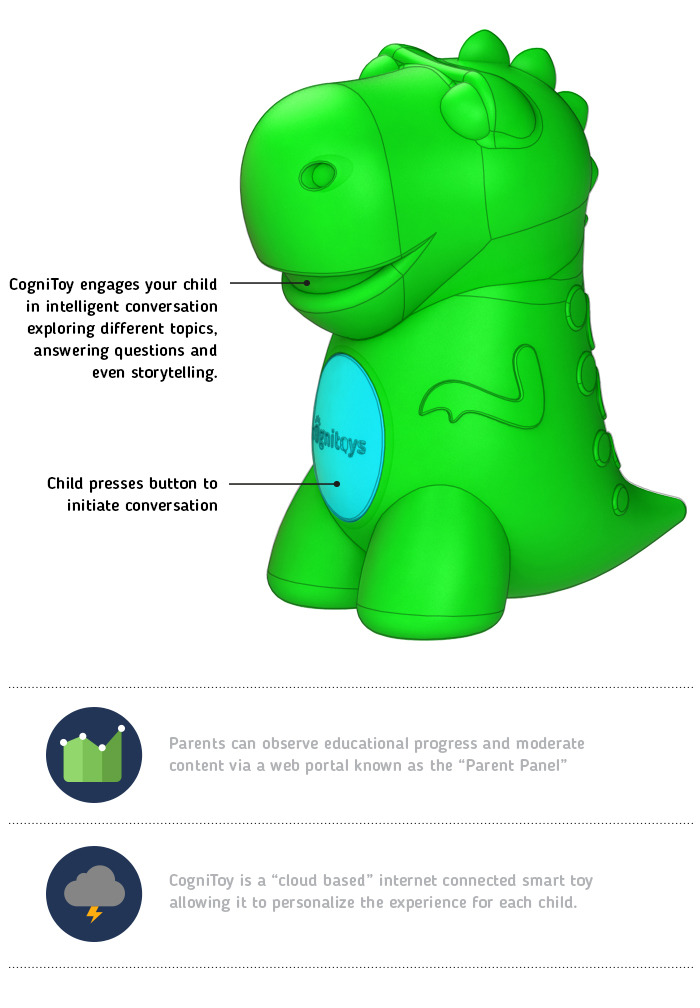 CogniToy engages your child
in intelligent conversation
exploring different topics,
answering questions and
even storytelling.
cognitoys
Child presses button to
initiate conversation
Parents can observe educational progress and moderate
content via a web portal known as the “Parent Panel”
CogniToy is a “cloud based” internet connected smart toy
allowing it to personalize the experience for each child.